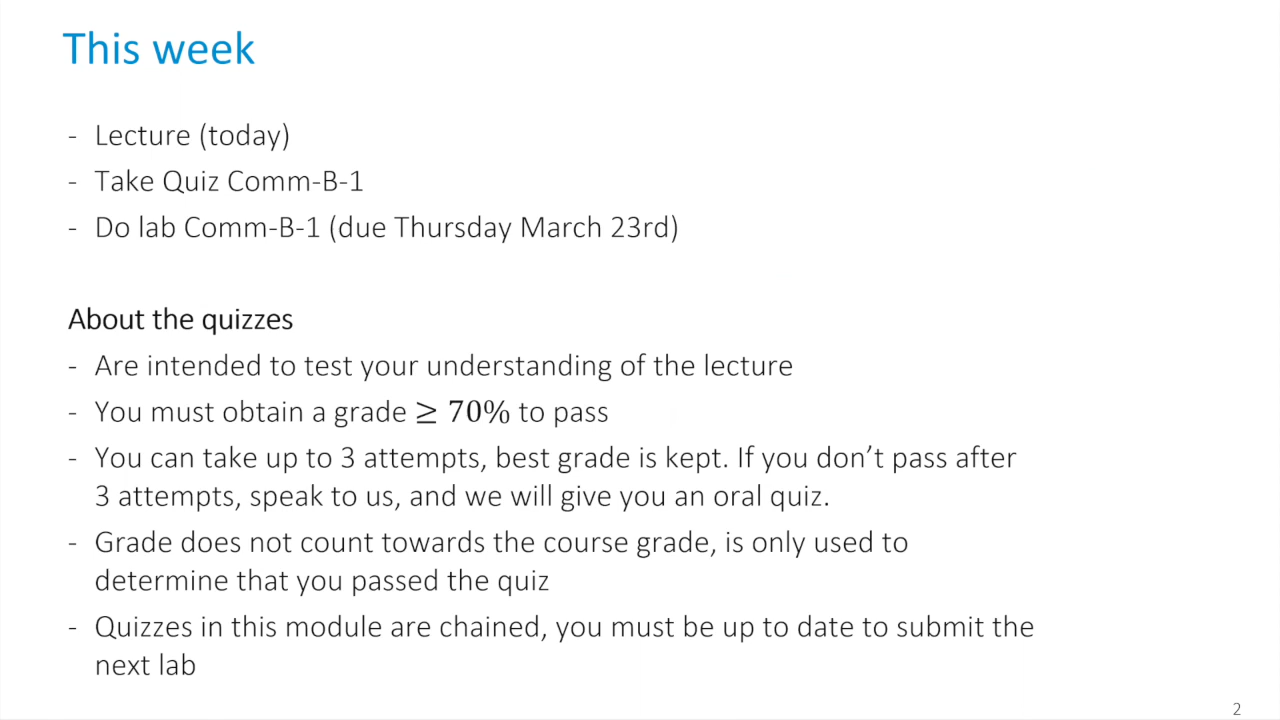 This week
- Lecture (today)
- Take Quiz Comm-B-1
- Do lab Comm-B-1 (due Thursday March 23rd)
About the quizzes
- Are intended to test your understanding of the lecture
- You must obtain a grade ≥ 70% to pass
- You can take up to 3 attempts, best grade is kept. If you don’t pass after
3 attempts, speak to us, and we will give you an oral quiz.
- Grade does not count towards the course grade, is only used to
determine that you passed the quiz
- Quizzes in this module are chained, you must be up to date to submit the
next lab
2